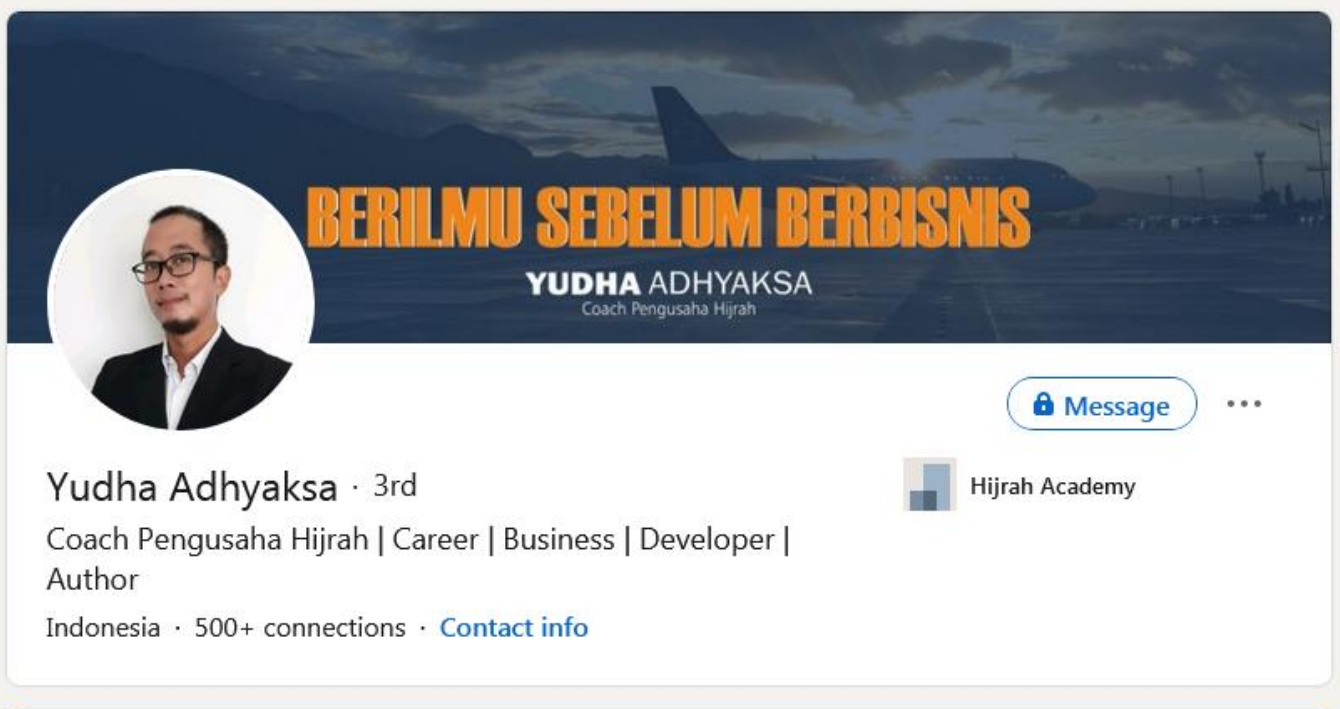 BERILMU SEBELUM BERBISNIS
YUDHA ADHYAKSA
Coach Pengusaha Hijrah
Message
Yudha Adhyaksa · 3rd
Hijrah Academy
Coach Pengusaha Hijrah | Career | Business | Developer |
Author
Indonesia · 500+ connections · Contact info